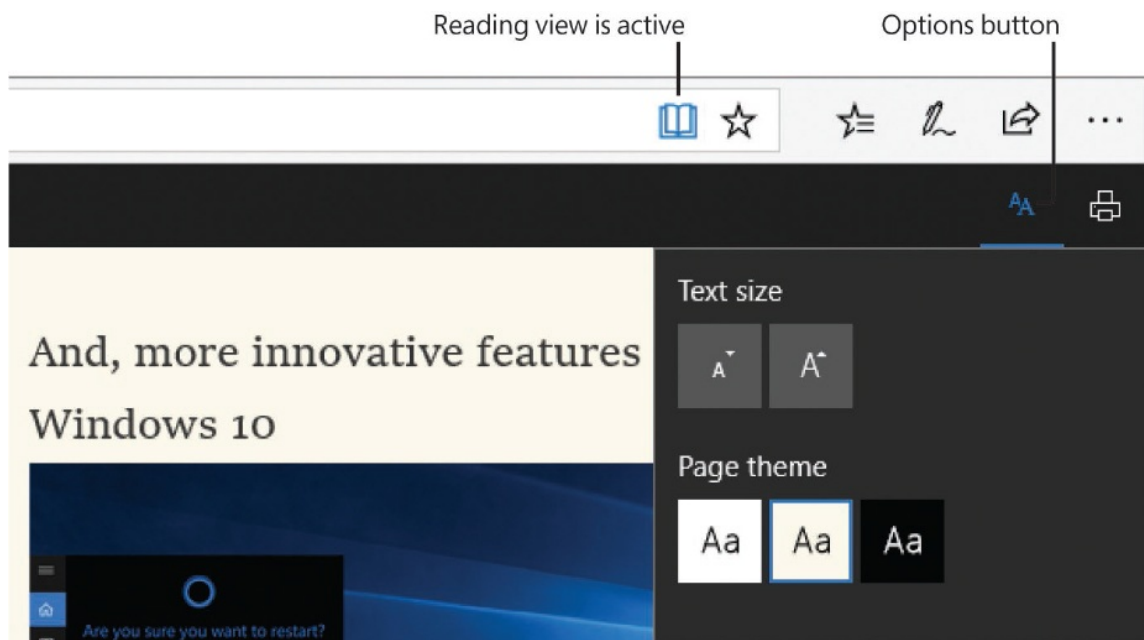 Reading view is active Options button
AA
Text size
And, more innovative features
A A
Windows 10
Page theme
Aa Aa Aa
Are you sure you want to restart?